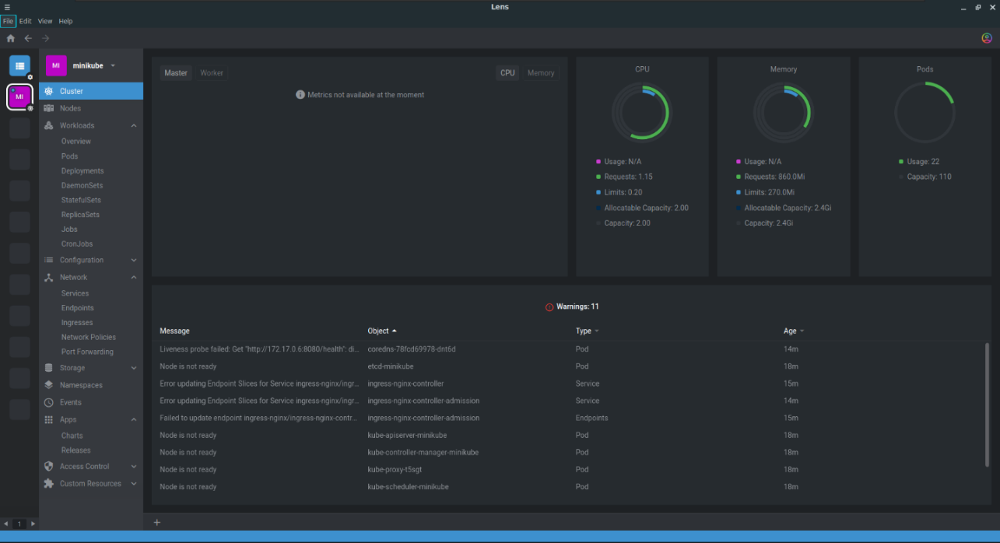 Lens
File Edit View Help
MI minikube
MI
Cluster
Nodes
Workloads
Overview
Pods
Deployments
DaemonSets
StatefulSets
ReplicaSets
Jobs
CronJobs
Configuration
Network
Services
Endpoints
Ingresses
Network Policies
Port Forwarding
Storage
Namespaces
Events
Apps
Charts
Releases
Access Control
Custom Resources
1
Master Worker CPU Memory
Metrics not available at the moment
CPU
Usage: N/A
Requests: 1.15
Limits: 0.20
Allocatable Capacity: 2.00
Capacity: 2.00
Memory
Usage: N/A
Requests: 860.0Mi
Limits: 270.0Mi
Allocatable Capacity: 2.4Gi
Capacity: 2.4Gi
Pods
Usage: 22
Capacity: 110
Warnings: 11
Message Object Type Age
Liveness probe failed: Get "http://172.17.0.6:8080/health": di... coredns-78fcd69978-dnt6d Pod 14m
Node is not ready etcd-minikube Pod 18m
Error updating Endpoint Slices for Service ingress-nginx/ingr... ingress-nginx-controller Service 15m
Error updating Endpoint Slices for Service ingress-nginx/ingr... ingress-nginx-controller-admission Service 14m
Failed to update endpoint ingress-nginx/ingress-nginx-contr... ingress-nginx-controller-admission Endpoints 15m
Node is not ready kube-apiserver-minikube Pod 18m
Node is not ready kube-controller-manager-minikube Pod 18m
Node is not ready kube-proxy-t5sgt Pod 18m
Node is not ready kube-scheduler-minikube Pod 18m